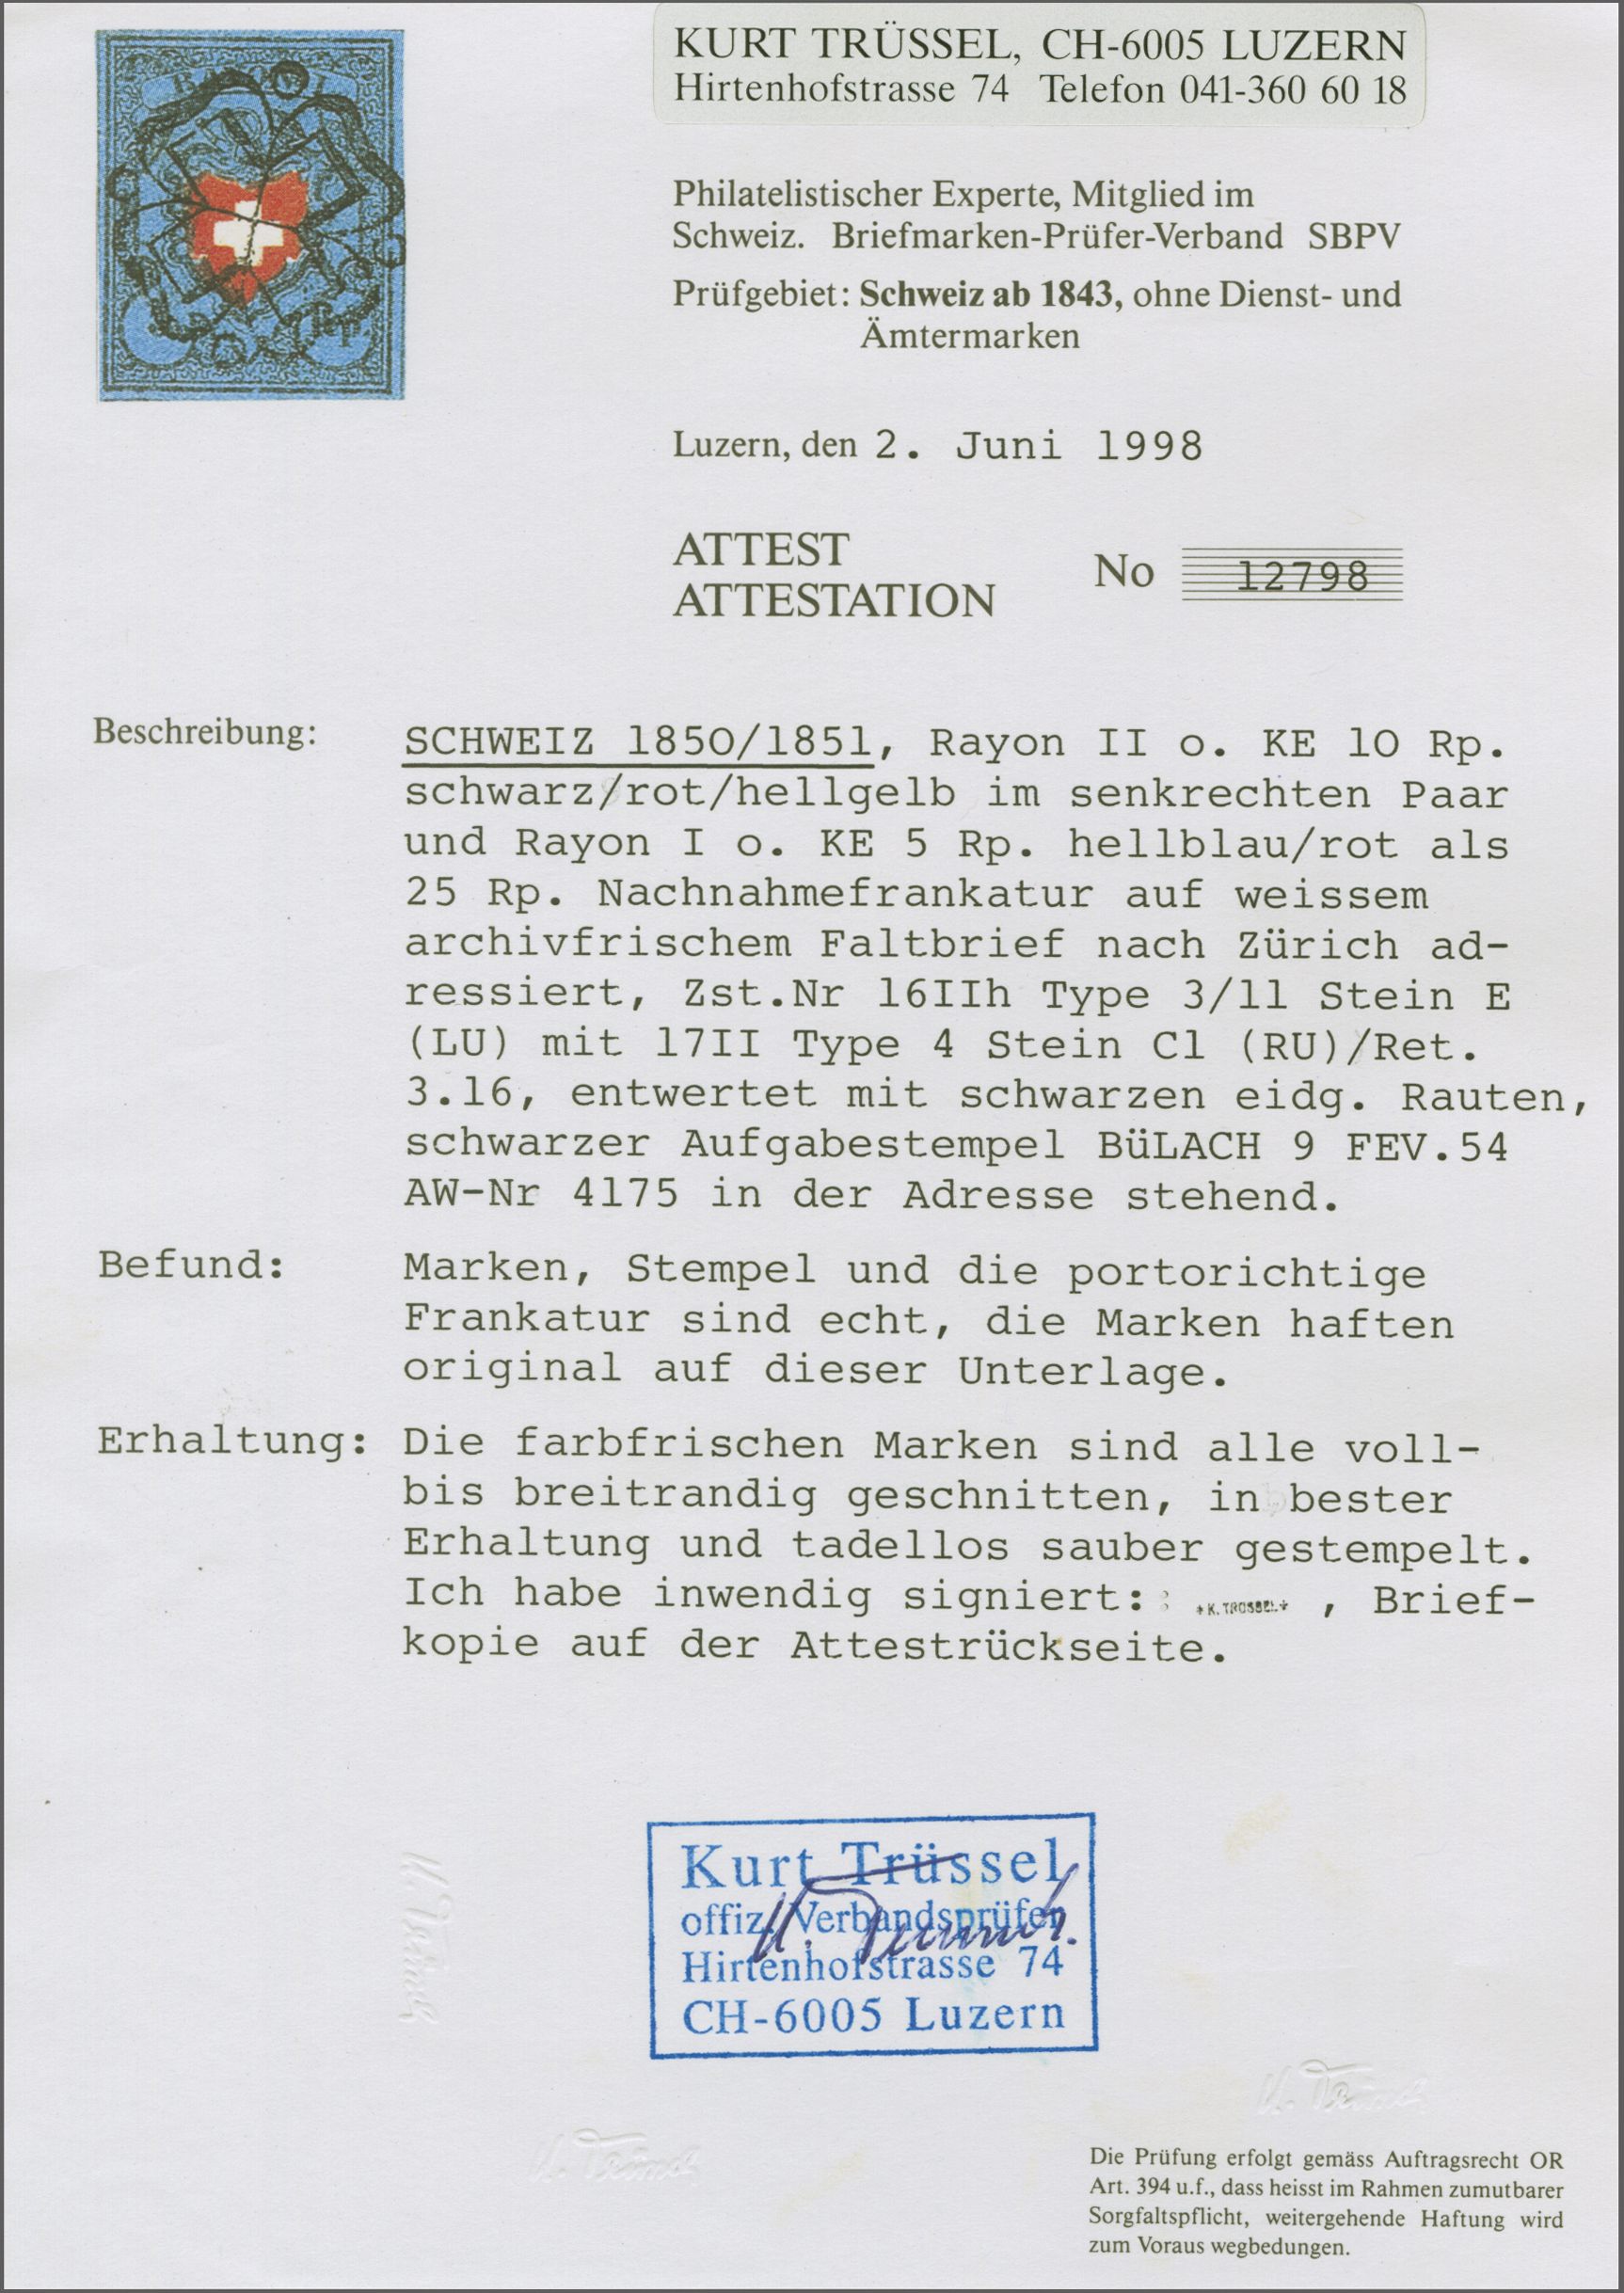 KURT TRÜSSEL, CH-6005 LUZERN
Hirtenhofstrasse 74 Telefon 041-360 60 18
Philatelistischer Experte, Mitglied im
Schweiz. Briefmarken-Prüfer-Verband SBPV
Prüfgebiet: Schweiz ab 1843, ohne Dienst- und
Ämtermarken
Luzern, den 2. Juni 1998
ATTEST
ATTESTATION
No 12798
Beschreibung: SCHWEIZ 1850/1851, Rayon II o. KE 10 Rp.
schwarz/rot/hellgelb im senkrechten Paar
und Rayon I o. KE 5 Rp. hellblau/rot als
25 Rp. Nachnahmefrankatur auf weissem
archivfrischem Faltbrief nach Zürich ad-
ressiert, Zst.Nr 16IIh Type 3/11 Stein E
(LU) mit 17II Type 4 Stein C1 (RU)/Ret.
3.16, entwertet mit schwarzen eidg. Rauten,
schwarzer Aufgabestempel BüLACH 9 FEV.54
AW-Nr 4175 in der Adresse stehend.
Befund: Marken, Stempel und die portorichtige
Frankatur sind echt, die Marken haften
original auf dieser Unterlage.
Erhaltung: Die farbfrischen Marken sind alle voll-
bis breitrandig geschnitten, in bester
Erhaltung und tadellos sauber gestempelt.
Ich habe inwendig signiert: *K.TRÜSSEL* , Brief-
kopie auf der Attestrückseite.
Kurt Trüssel
offiz. Verbandsprüfer
Hirtenhofstrasse 74
CH-6005 Luzern
Die Prüfung erfolgt gemäss Auftragsrecht OR
Art. 394 u.f., dass heisst im Rahmen zumutbarer
Sorgfaltspflicht, weitergehende Haftung wird
zum Voraus wegbedungen.